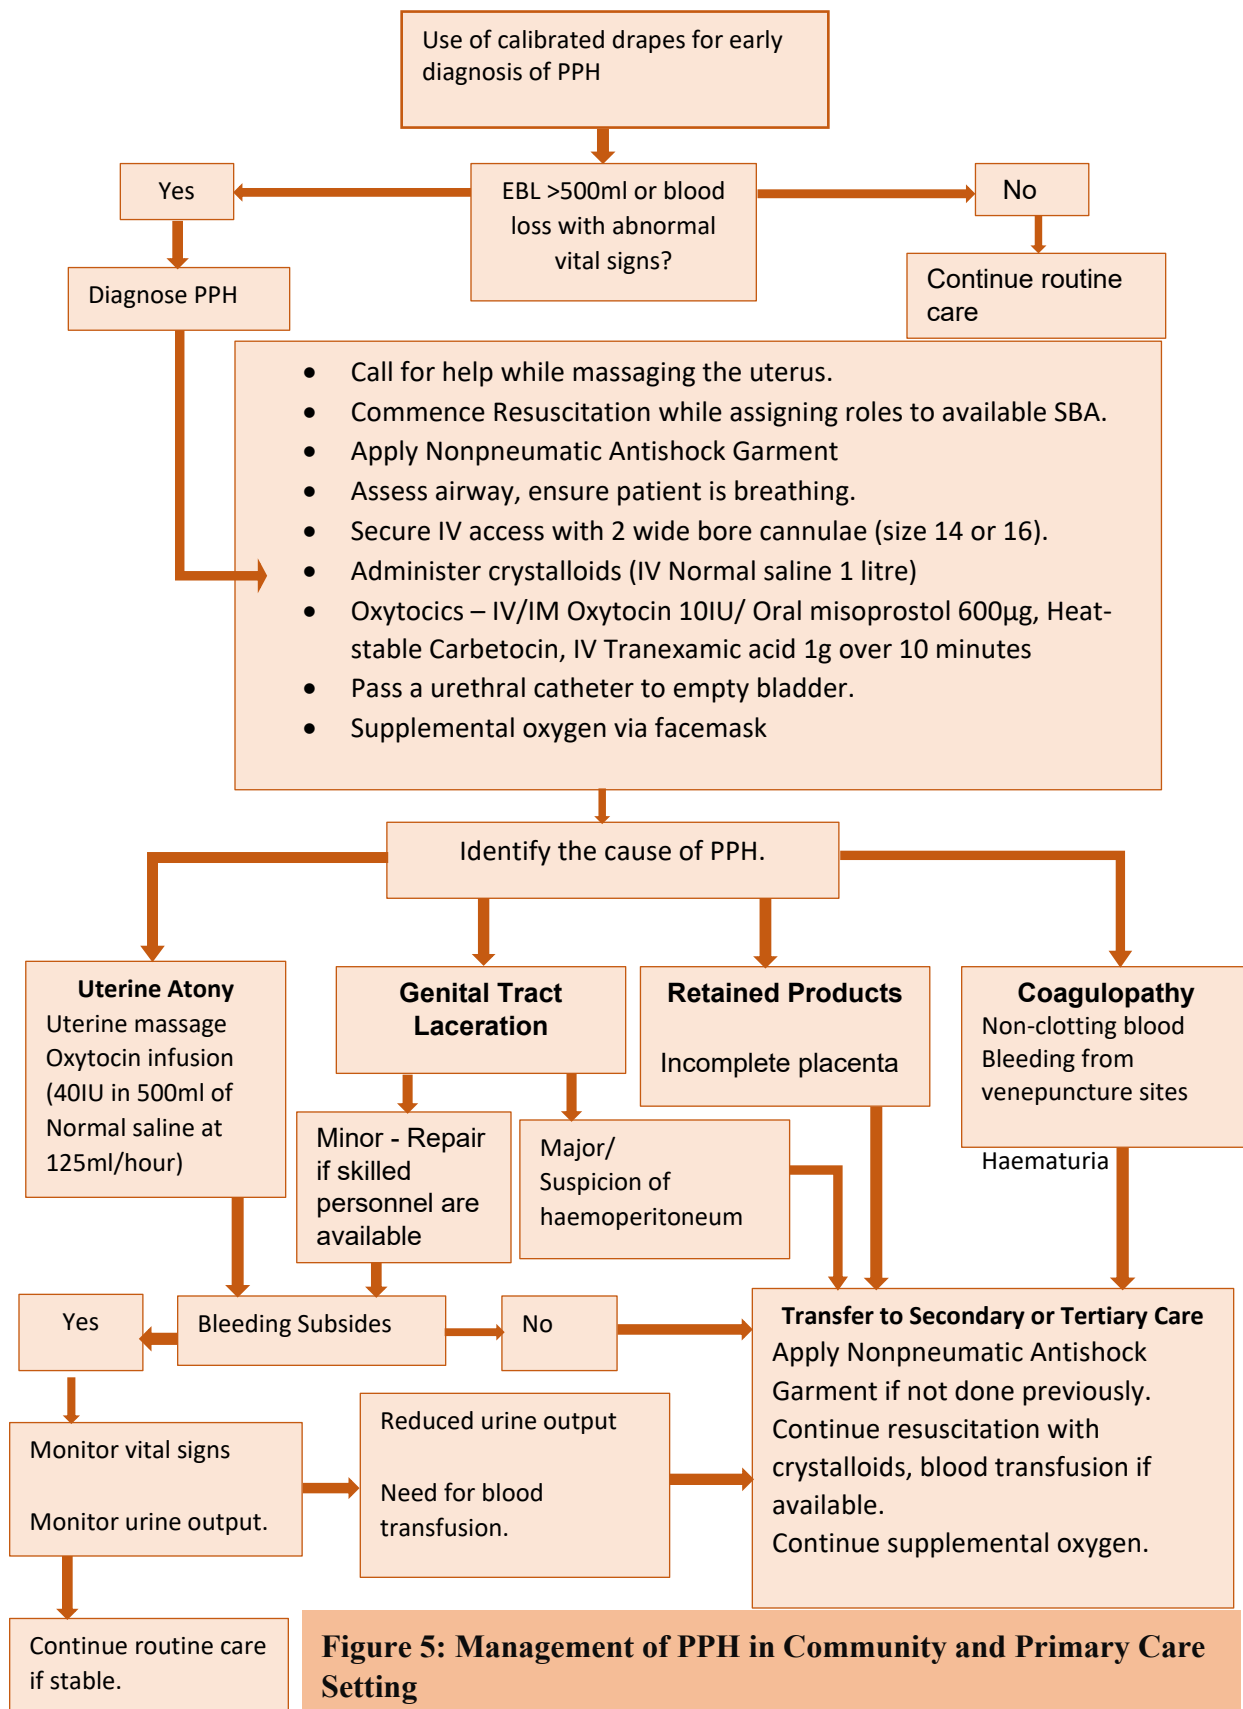 Use of calibrated drapes for early
diagnosis of PPH
Yes
EBL >500ml or blood
loss with abnormal
vital signs?
No
Diagnose PPH
Continue routine
care
• Call for help while massaging the uterus.
• Commence Resuscitation while assigning roles to available SBA.
• Apply Nonpneumatic Antishock Garment
• Assess airway, ensure patient is breathing.
• Secure IV access with 2 wide bore cannulae (size 14 or 16).
• Administer crystalloids (IV Normal saline 1 litre)
• Oxytocics – IV/IM Oxytocin 10IU/ Oral misoprostol 600µg, Heat-
stable Carbetocin, IV Tranexamic acid 1g over 10 minutes
• Pass a urethral catheter to empty bladder.
• Supplemental oxygen via facemask
Identify the cause of PPH.
Uterine Atony
Uterine massage
Oxytocin infusion
(40IU in 500ml of
Normal saline at
125ml/hour)
Genital Tract
Laceration
Retained Products
Incomplete placenta
Coagulopathy
Non-clotting blood
Bleeding from
venepuncture sites
Haematuria
Minor - Repair
if skilled
personnel are
available
Major/
Suspicion of
haemoperitoneum
Yes
Bleeding Subsides
No
Transfer to Secondary or Tertiary Care
Apply Nonpneumatic Antishock
Garment if not done previously.
Continue resuscitation with
crystalloids, blood transfusion if
available.
Continue supplemental oxygen.
Monitor vital signs
Monitor urine output.
Reduced urine output
Need for blood
transfusion.
Continue routine care
if stable.
Figure 5: Management of PPH in Community and Primary Care
Setting